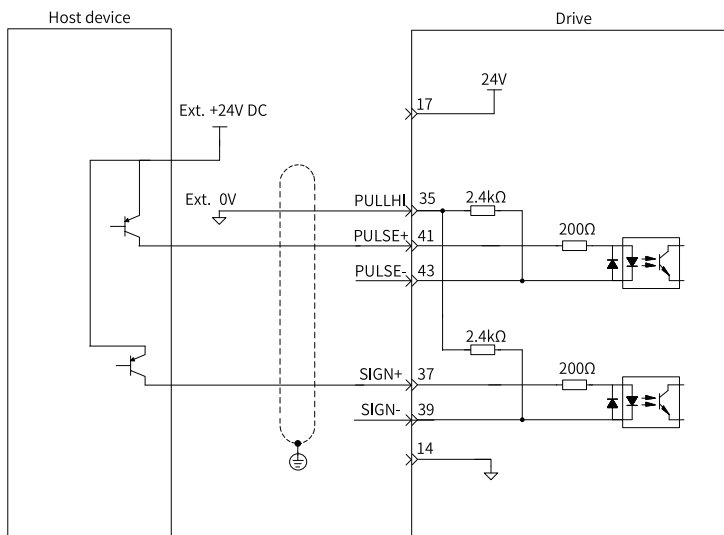 Host device
Drive
24V
17
Ext. +24V DC
Ext. 0V
PULLHI
35
2.4kΩ
PULSE+
41
200Ω
PULSE-
43
2.4kΩ
SIGN+
37
200Ω
SIGN-
39
14